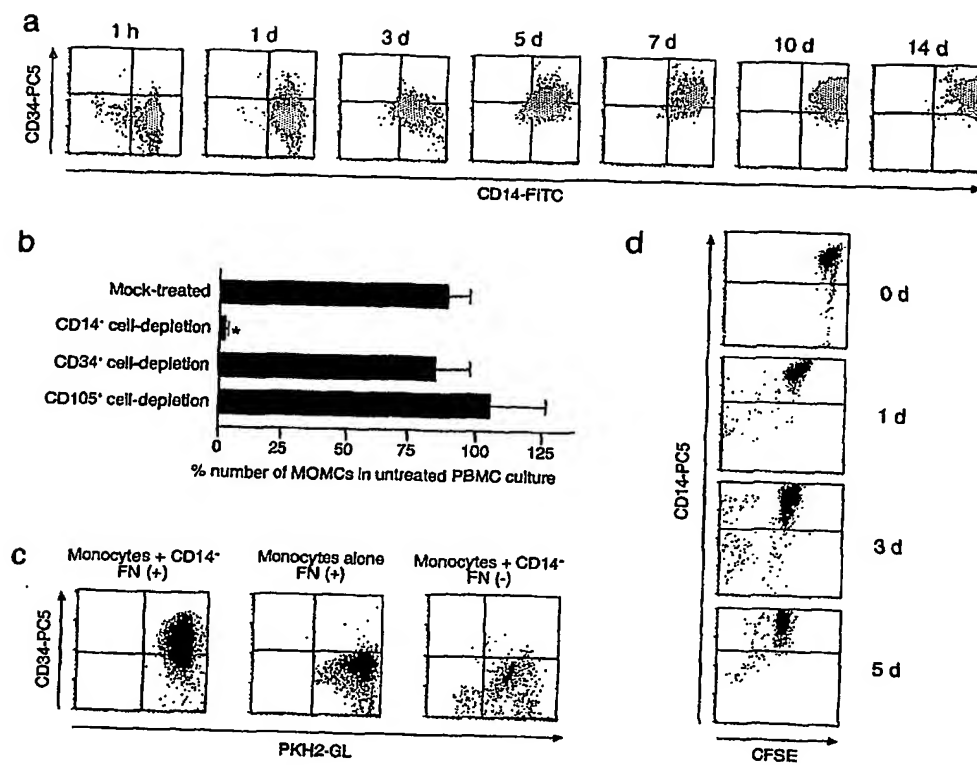 a
1 h 1 d 3 d 5 d 7 d 10 d 14 d
CD34-PC5
CD14-FITC
b
Mock-treated
CD14+ cell-depletion
*
CD34+ cell-depletion
CD105+ cell-depletion
0 25 50 75 100 125
% number of MOMCs in untreated PBMC culture
c
Monocytes + CD14-
FN (+)
Monocytes alone
FN (+)
Monocytes + CD14-
FN (-)
CD34-PC5
PKH2-GL
d
0 d
1 d
3 d
5 d
CD14-PC5
CFSE